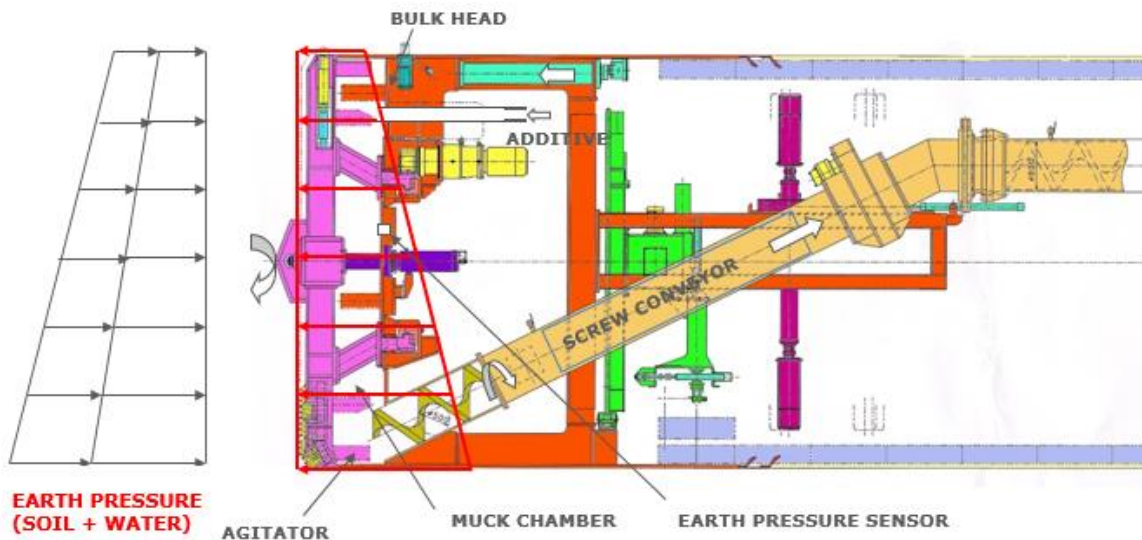 BULK HEAD
ADDITIVE
SCREW CONVEYOR
EARTH PRESSURE
(SOIL + WATER)
AGITATOR
MUCK CHAMBER
EARTH PRESSURE SENSOR